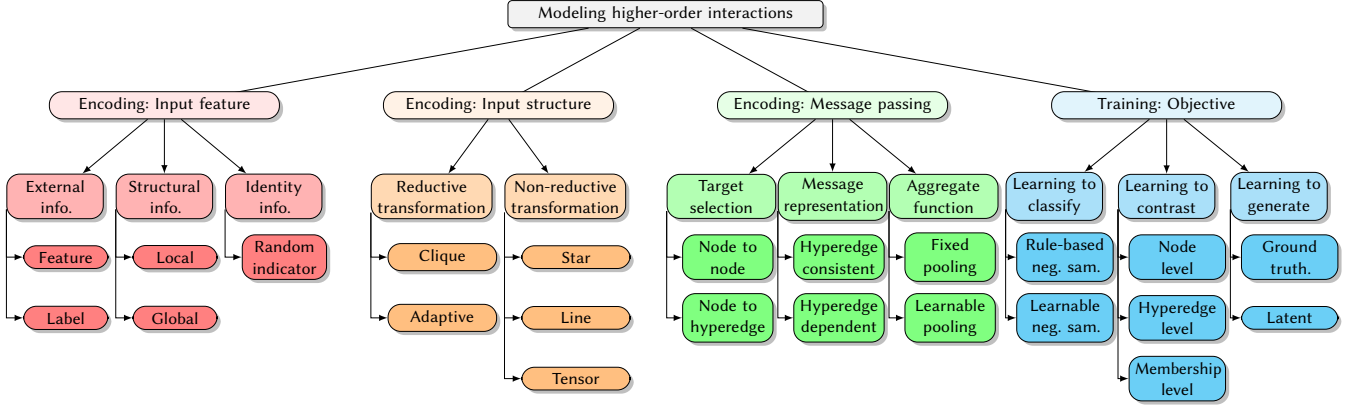 Modeling higher-order interactions
Encoding: Input feature
Encoding: Input structure
Encoding: Message passing
Training: Objective
External
info.
Structural
info.
Identity
info.
Feature
Label
Local
Global
Random
indicator
Reductive
transformation
Non-reductive
transformation
Clique
Adaptive
Star
Line
Tensor
Target
selection
Message
representation
Aggregate
function
Node to
node
Node to
hyperedge
Hyperedge
consistent
Hyperedge
dependent
Fixed
pooling
Learnable
pooling
Learning to
classify
Learning to
contrast
Learning to
generate
Rule-based
neg. sam.
Learnable
neg. sam.
Node
level
Hyperedge
level
Membership
level
Ground
truth.
Latent